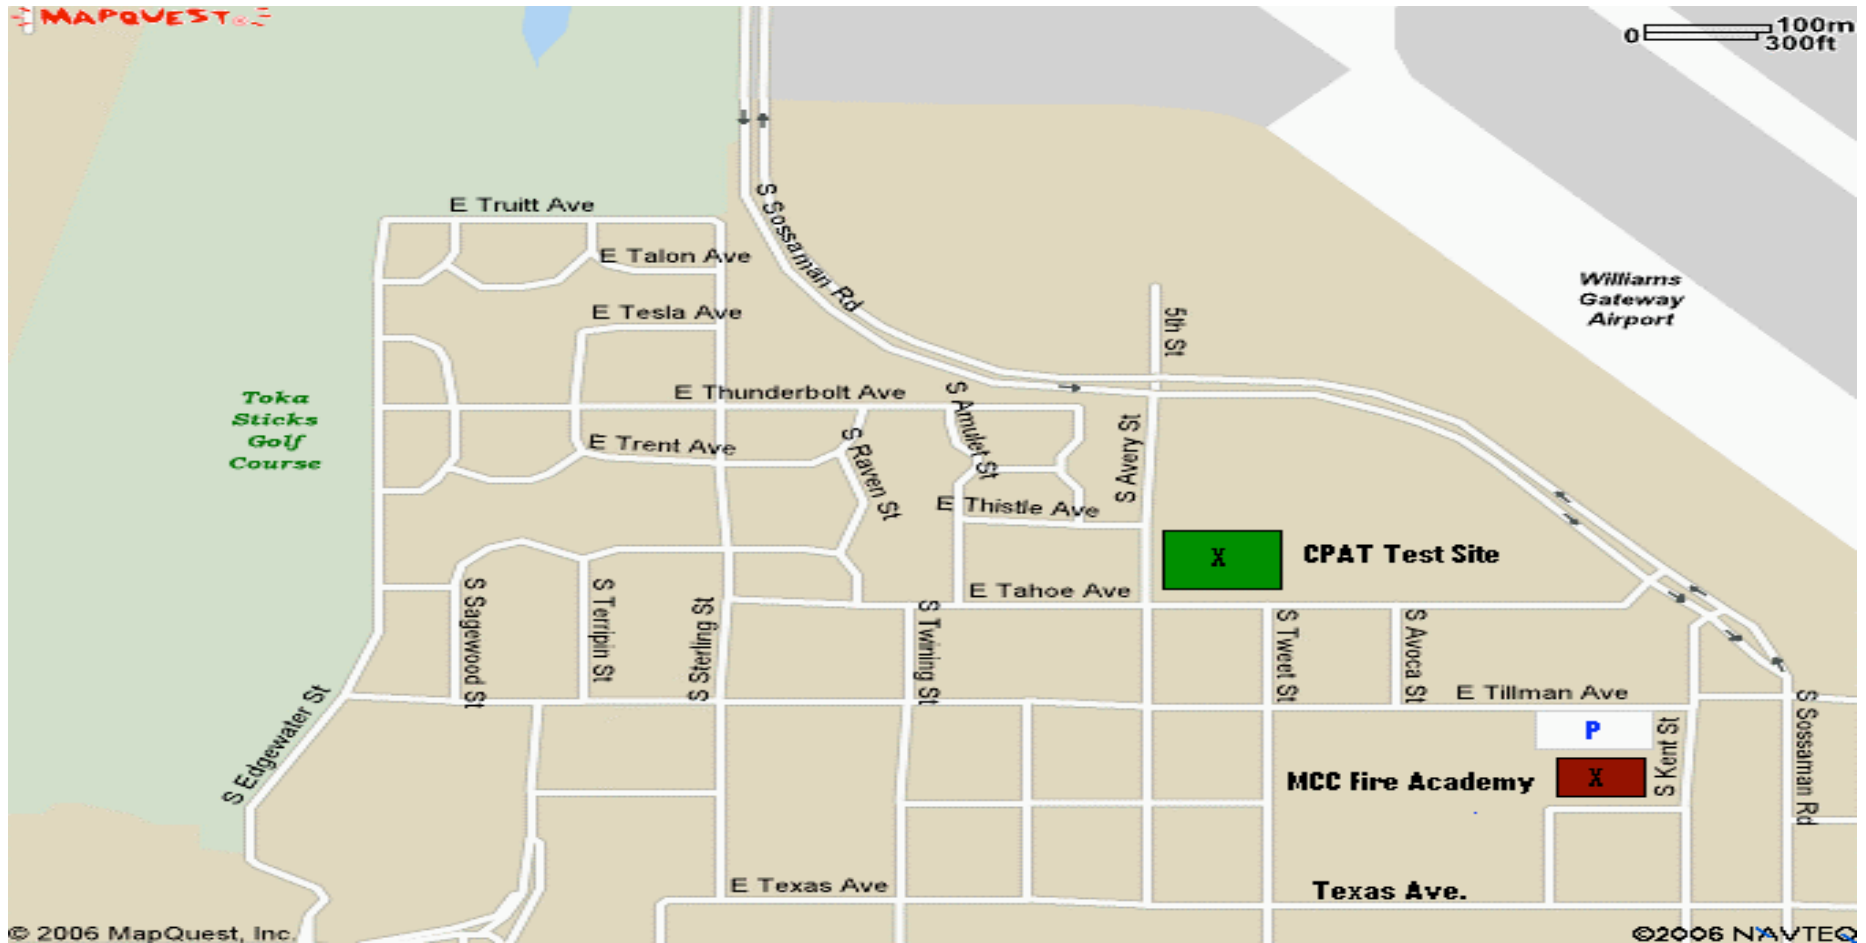 MAPQUEST
0
100m
300ft
E Truitt Ave
S Sossaman Rd
E Talon Ave
Williams
Gateway
Airport
E Tesla Ave
5th St
Toka
Sticks
Golf
Course
E Thunderbolt Ave
S Amulet St
E Trent Ave
S Raven St
S Avery St
E Thistle Ave
X
CPAT Test Site
E Tahoe Ave
S Sagewood St
S Terripin St
S Sterling St
S Twining St
S Tweet St
S Avoca St
S Edgewater St
E Tillman Ave
P
S Kent St
S Sossaman Rd
MCC Fire Academy
X
E Texas Ave
Texas Ave.
© 2006 MapQuest, Inc.
©2006 NAVTEQ